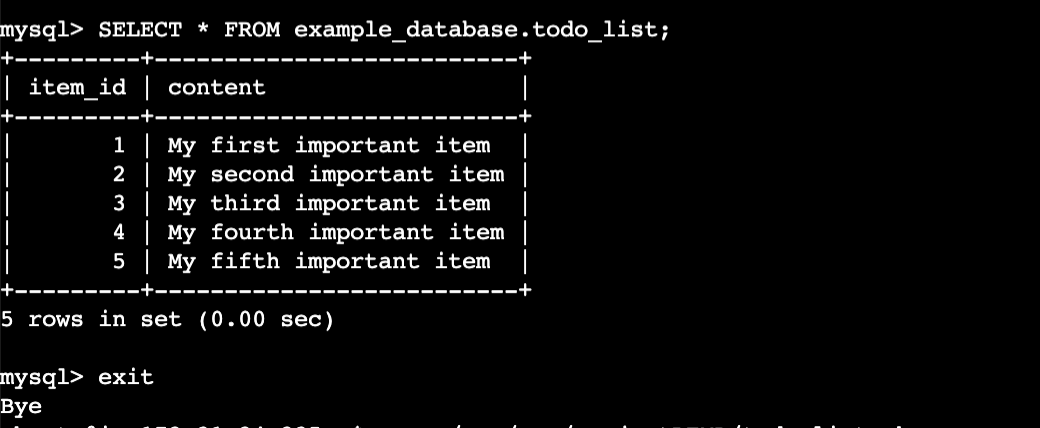 mysql> SELECT * FROM example_database.todo_list;
+---------+--------------------------+
| item_id | content                  |
+---------+--------------------------+
|       1 | My first important item  |
|       2 | My second important item |
|       3 | My third important item  |
|       4 | My fourth important item |
|       5 | My fifth important item  |
+---------+--------------------------+
5 rows in set (0.00 sec)
mysql> exit
Bye